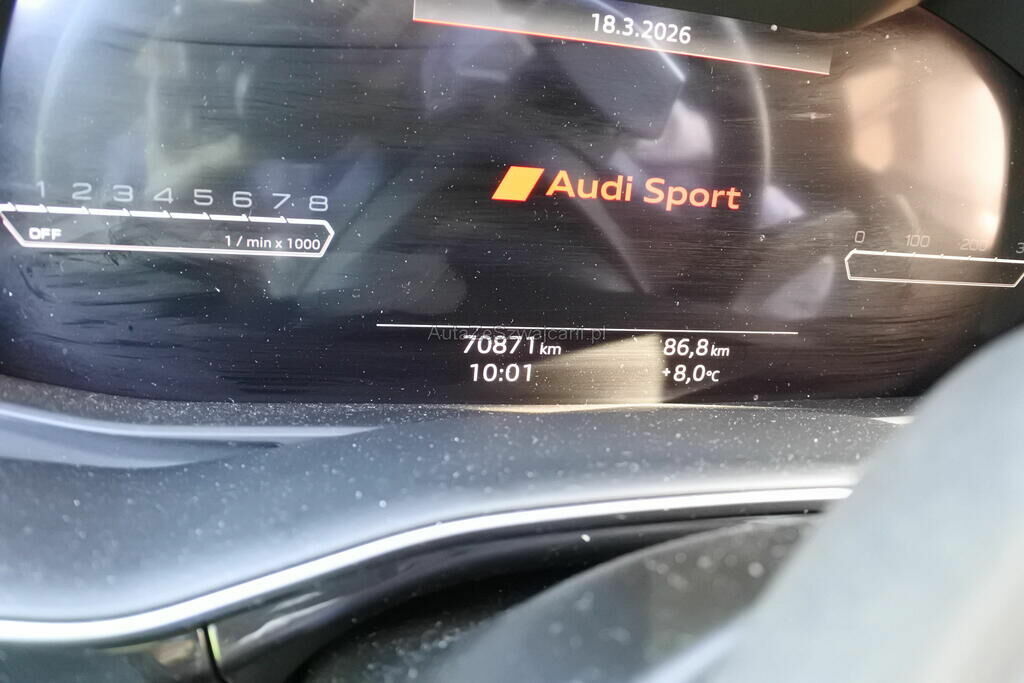 18.3.2026
Audi Sport
1 2 3 4 5 6 7 8
OFF
1 / min x 1000
0 100 200
AutaZeSzwajcarii.pl
70871 km 86,8 km
10:01 +8,0 °C